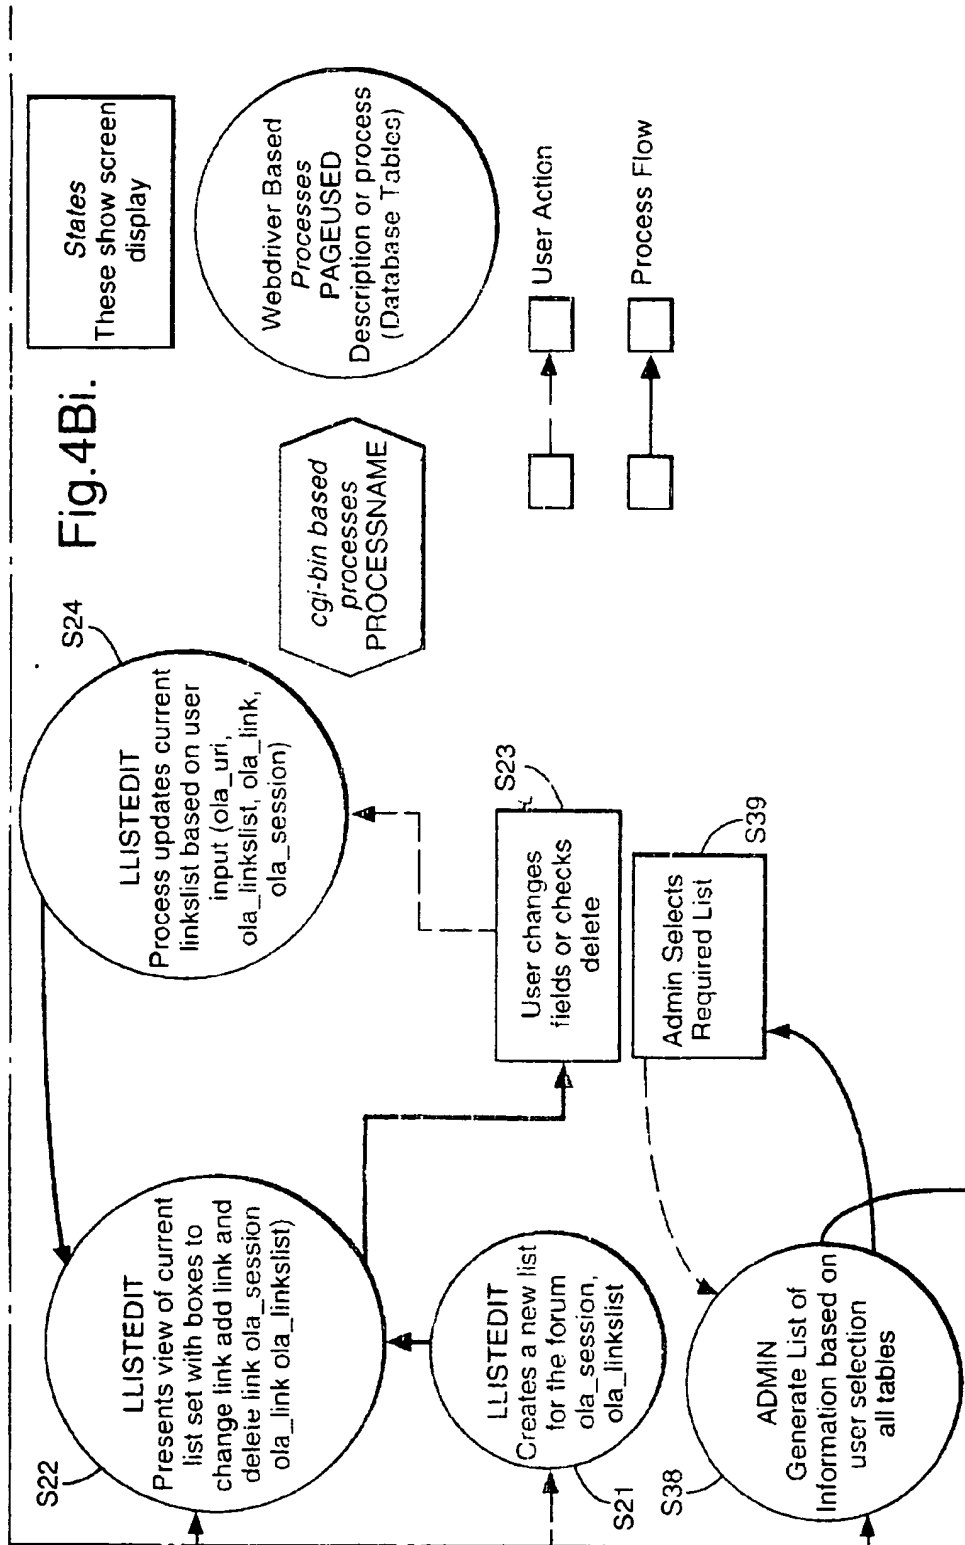 Fig.4Bi.
S22
LLISTEDIT
Presents view of current
list set with boxes to
change link add link and
delete link ola_session
ola_link ola_linkslist)
S24
LLISTEDIT
Process updates current
linkslist based on user
input (ola_uri,
ola_linkslist, ola_link,
ola_session)
States
These show screen
display
cgi-bin based
processes
PROCESSNAME
Webdriver Based
Processes
PAGEUSED
Description or process
(Database Tables)
LLISTEDIT
Creates a new list
for the forum
ola_session,
ola_linkslist
S21
User changes
fields or checks
delete
S23
User Action
Process Flow
S38
ADMIN
Generate List of
Information based on
user selection
all tables
Admin Selects
Required List
S39